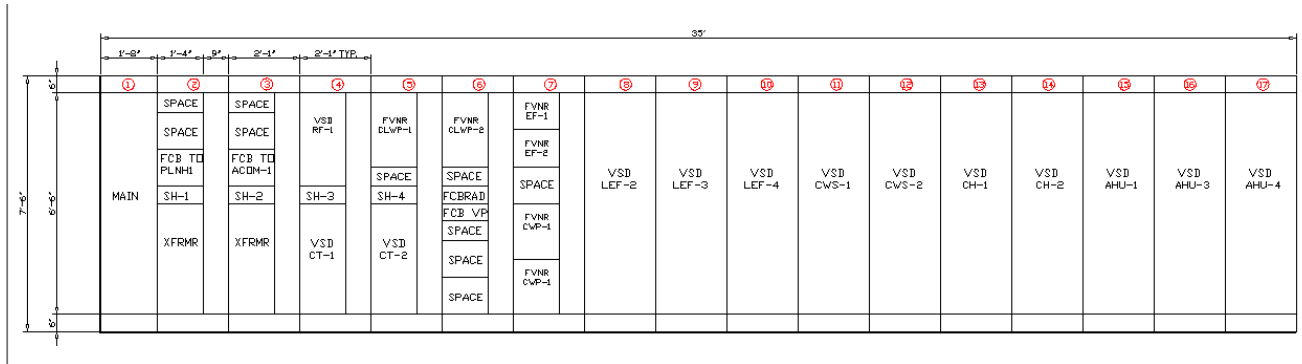 35'
1'-8" 1'-4" 9" 2'-1" 2'-1" TYP.
6"
7'-6"
6'-6"
6"
1 2 3 4 5 6 7 8 9 10 11 12 13 14 15 16 17
MAIN
SPACE
SPACE
FCB TO
PLNH1
SH-1
XFRMR
SPACE
SPACE
FCB TO
ACOM-1
SH-2
XFRMR
VSD
RF-1
SH-3
VSD
CT-1
FVNR
CLWP-1
SPACE
SH-4
VSD
CT-2
FVNR
CLWP-2
SPACE
FCBRAD
FCB VP
SPACE
SPACE
SPACE
FVNR
EF-1
FVNR
EF-2
SPACE
FVNR
CWP-1
FVNR
CWP-1
VSD
LEF-2
VSD
LEF-3
VSD
LEF-4
VSD
CWS-1
VSD
CWS-2
VSD
CH-1
VSD
CH-2
VSD
AHU-1
VSD
AHU-3
VSD
AHU-4